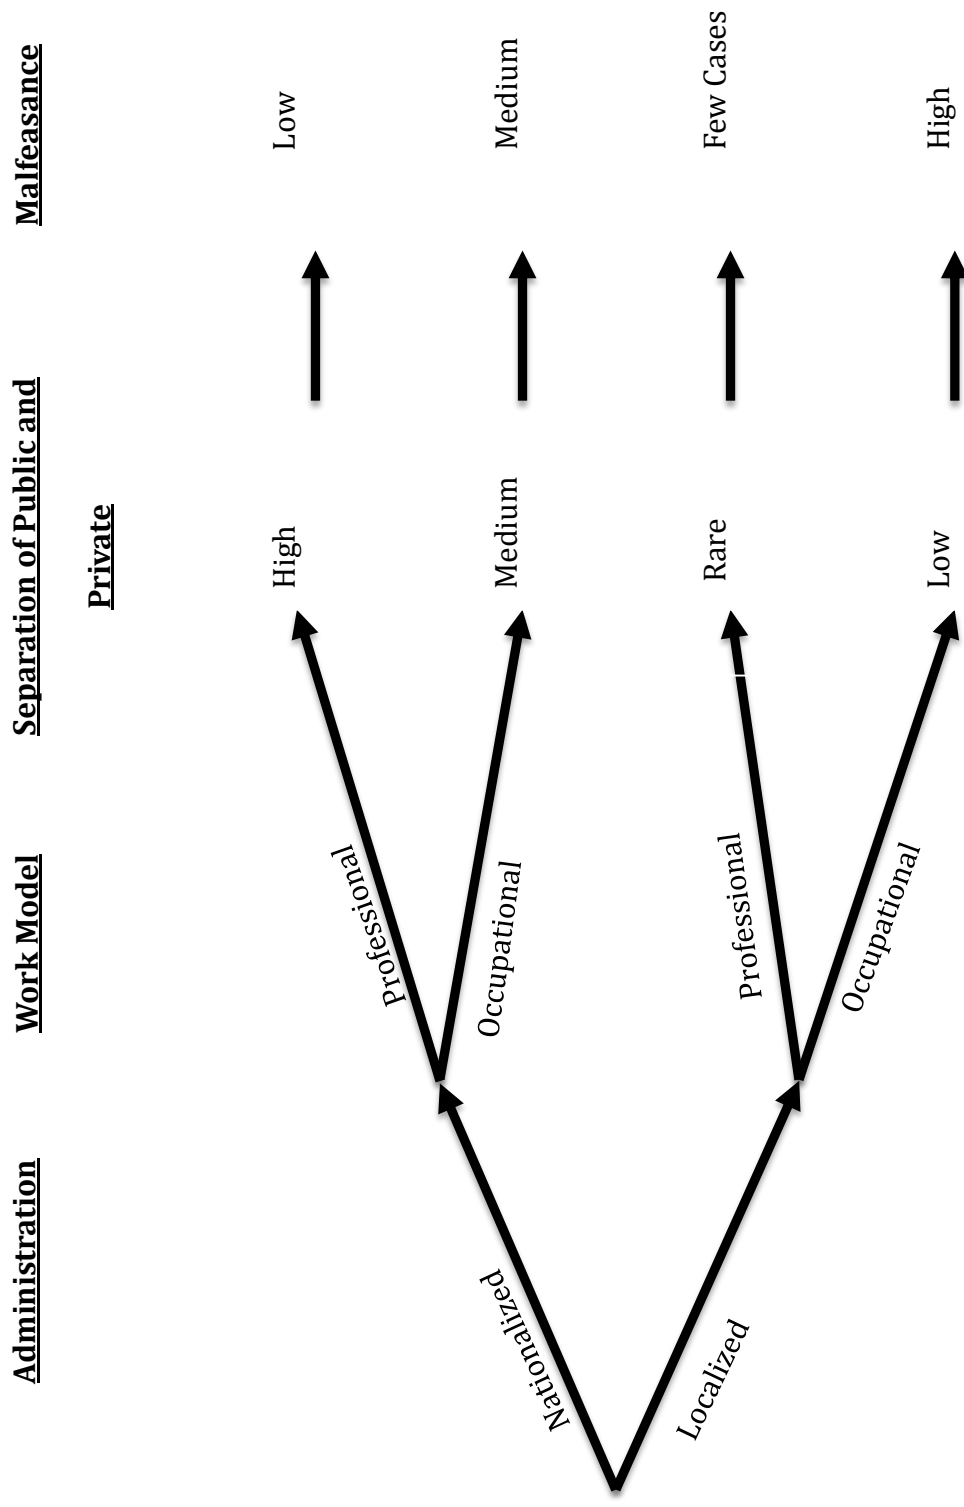 Administration
Work Model
Separation of Public and
Private
Malfeasance
Nationalized
Localized
Professional
Occupational
Professional
Occupational
High
Medium
Rare
Low
Low
Medium
Few Cases
High